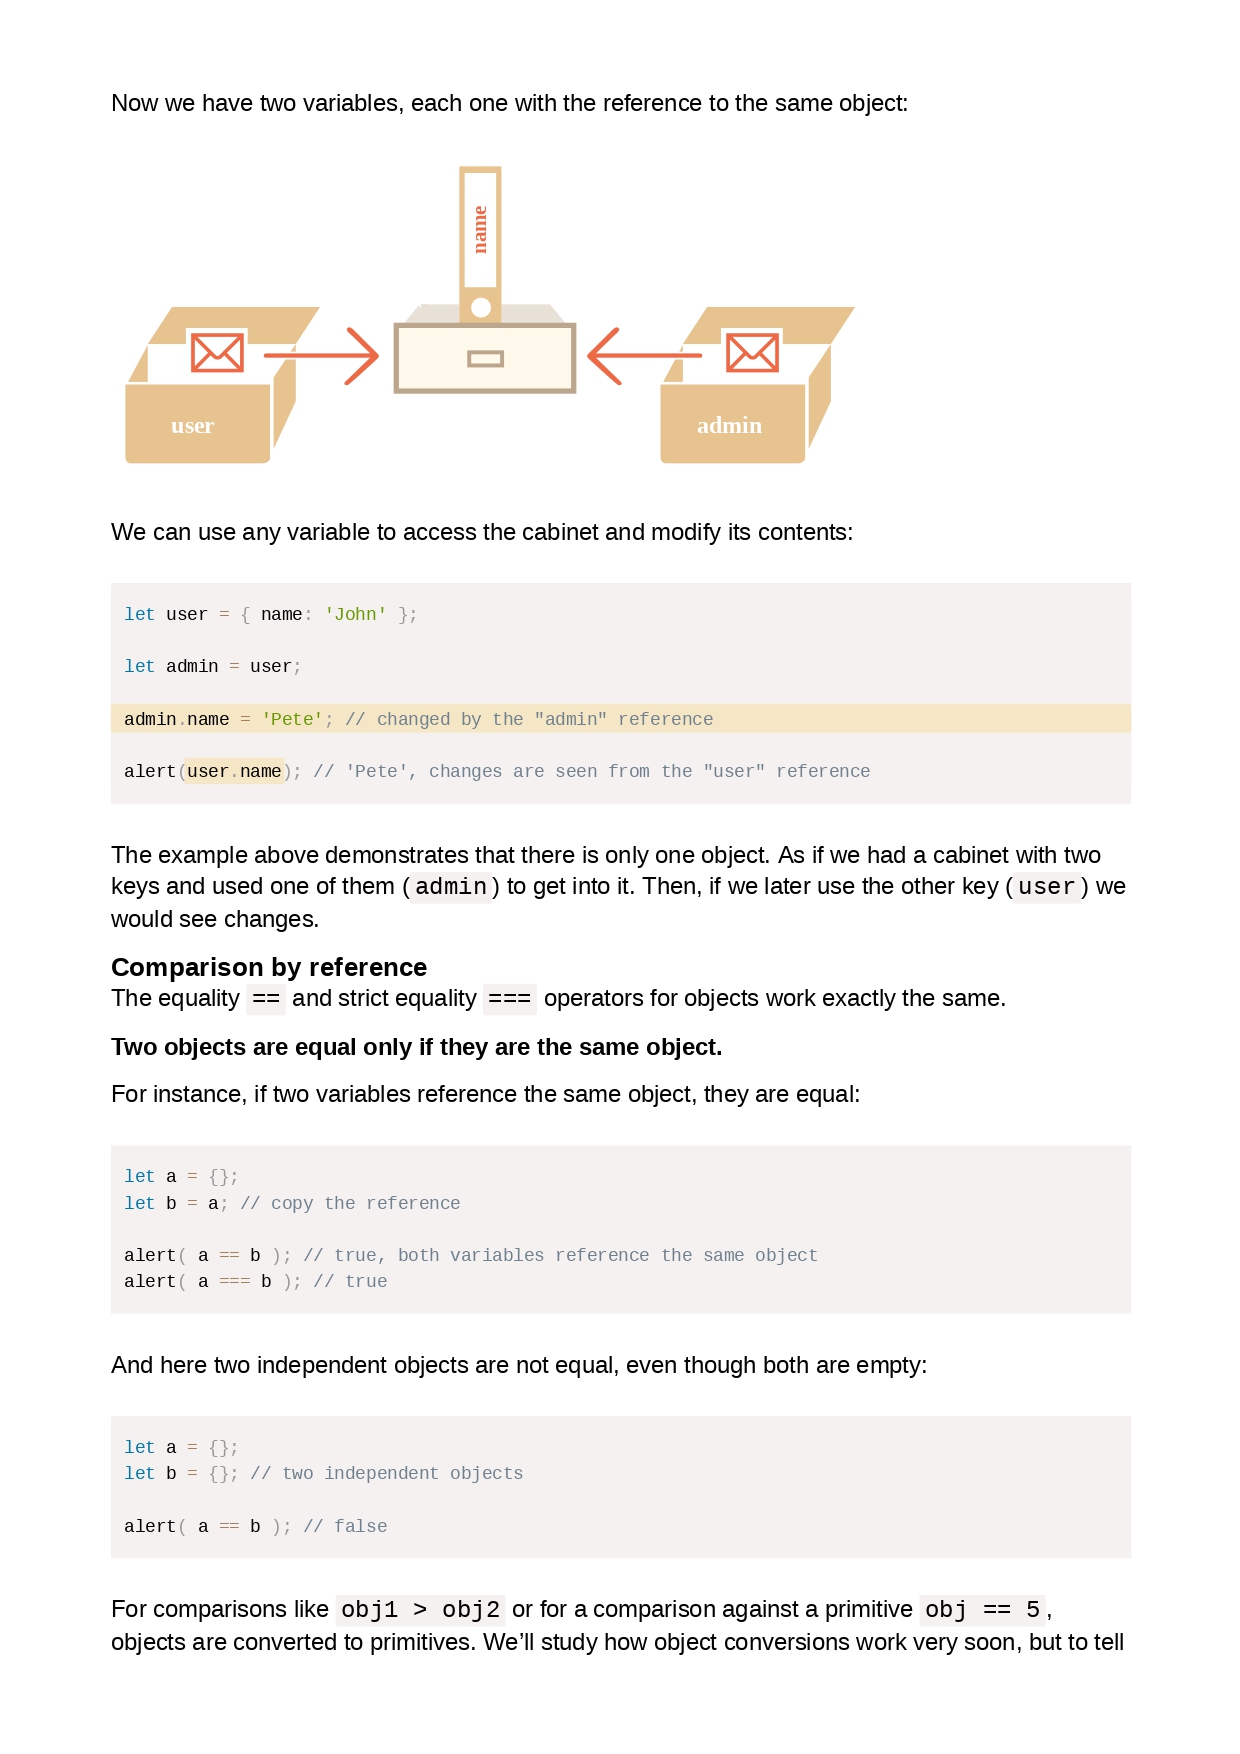 Now we have two variables, each one with the reference to the same object:
name
user
admin
We can use any variable to access the cabinet and modify its contents:
let user = { name: 'John' };
let admin = user;
admin.name = 'Pete'; // changed by the "admin" reference
alert(user.name); // 'Pete', changes are seen from the "user" reference
The example above demonstrates that there is only one object. As if we had a cabinet with two
keys and used one of them (admin) to get into it. Then, if we later use the other key (user) we
would see changes.
Comparison by reference
The equality == and strict equality === operators for objects work exactly the same.
Two objects are equal only if they are the same object.
For instance, if two variables reference the same object, they are equal:
let a = {};
let b = a; // copy the reference
alert( a == b ); // true, both variables reference the same object
alert( a === b ); // true
And here two independent objects are not equal, even though both are empty:
let a = {};
let b = {}; // two independent objects
alert( a == b ); // false
For comparisons like obj1 > obj2 or for a comparison against a primitive obj == 5,
objects are converted to primitives. We’ll study how object conversions work very soon, but to tell